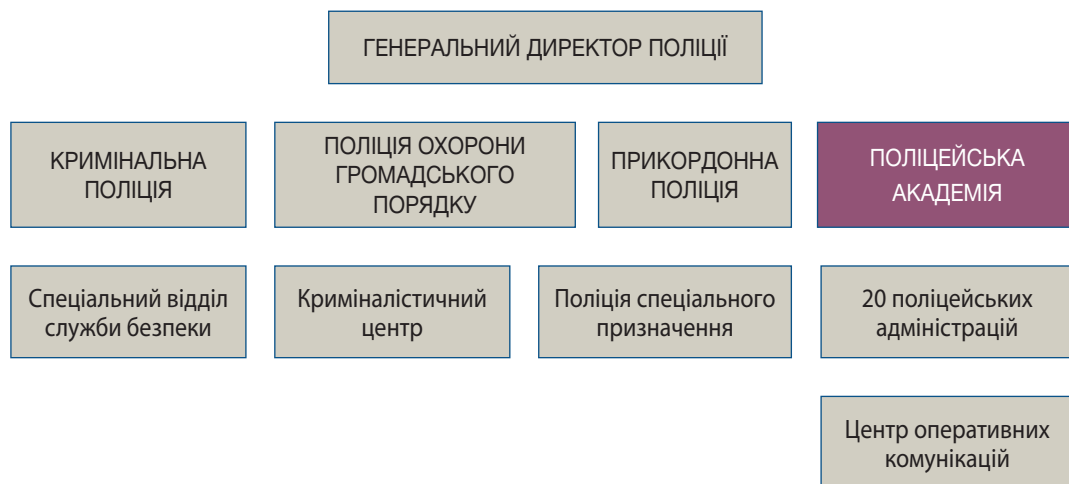 ГЕНЕРАЛЬНИЙ ДИРЕКТОР ПОЛІЦІЇ
КРИМІНАЛЬНА
ПОЛІЦІЯ
ПОЛІЦІЯ ОХОРОНИ
ГРОМАДСЬКОГО
ПОРЯДКУ
ПРИКОРДОННА
ПОЛІЦІЯ
ПОЛІЦЕЙСЬКА
АКАДЕМІЯ
Спеціальний відділ
служби безпеки
Криміналістичний
центр
Поліція спеціального
призначення
20 поліцейських
адміністрацій
Центр оперативних
комунікацій